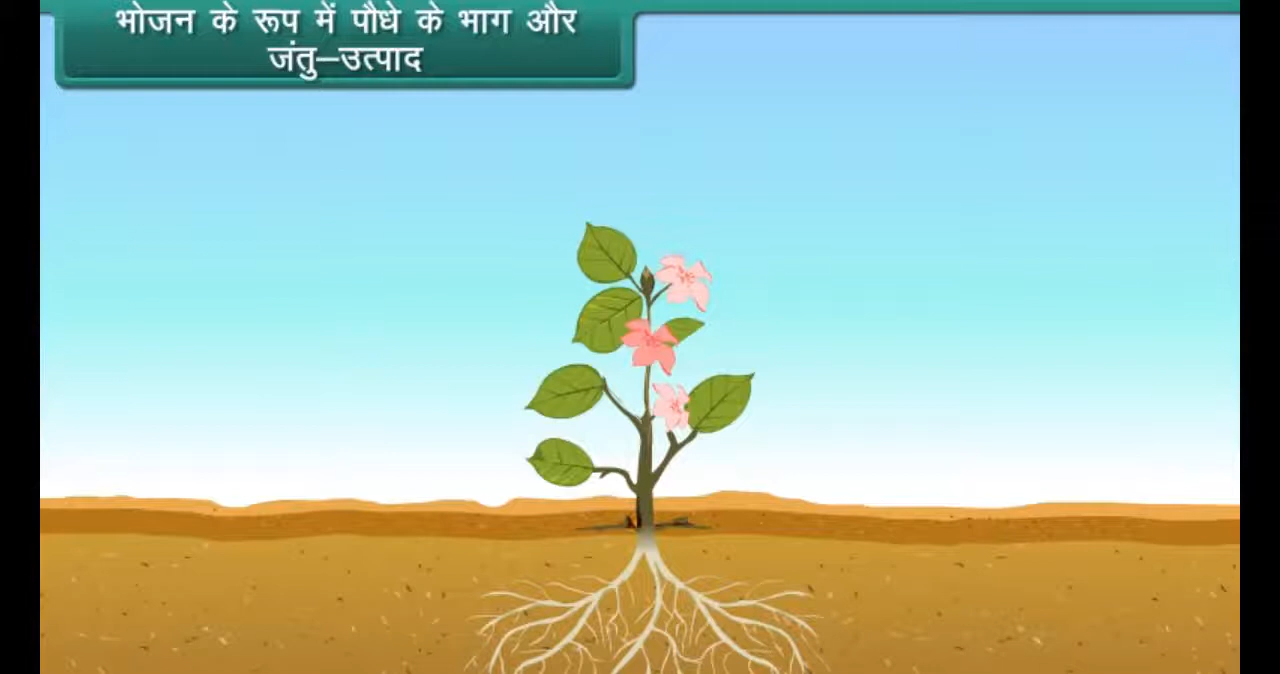 भोजन के रूप में पौधे के भाग और
जंतु–उत्पाद